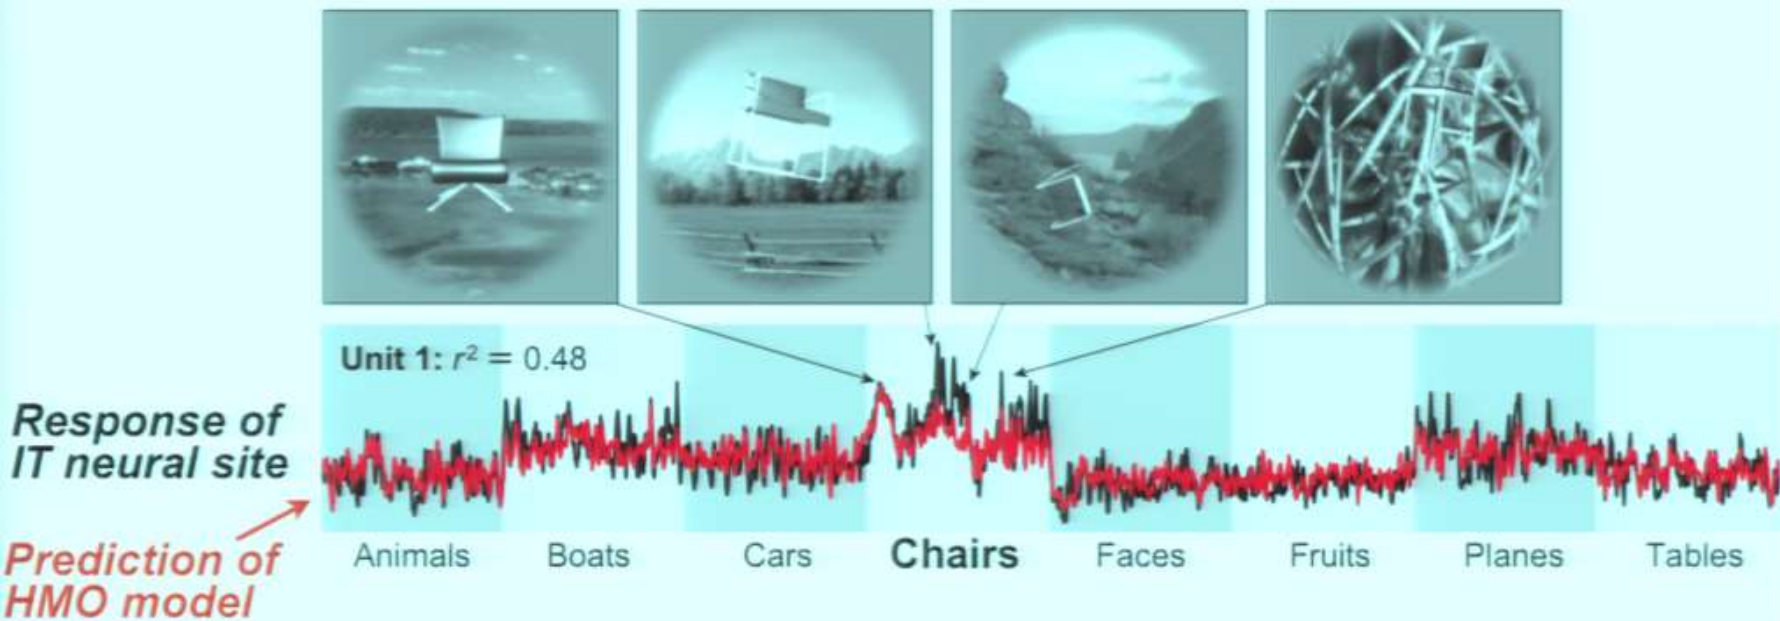 Unit 1: r² = 0.48
Response of
IT neural site
Prediction of
HMO model
Animals Boats Cars Chairs Faces Fruits Planes Tables